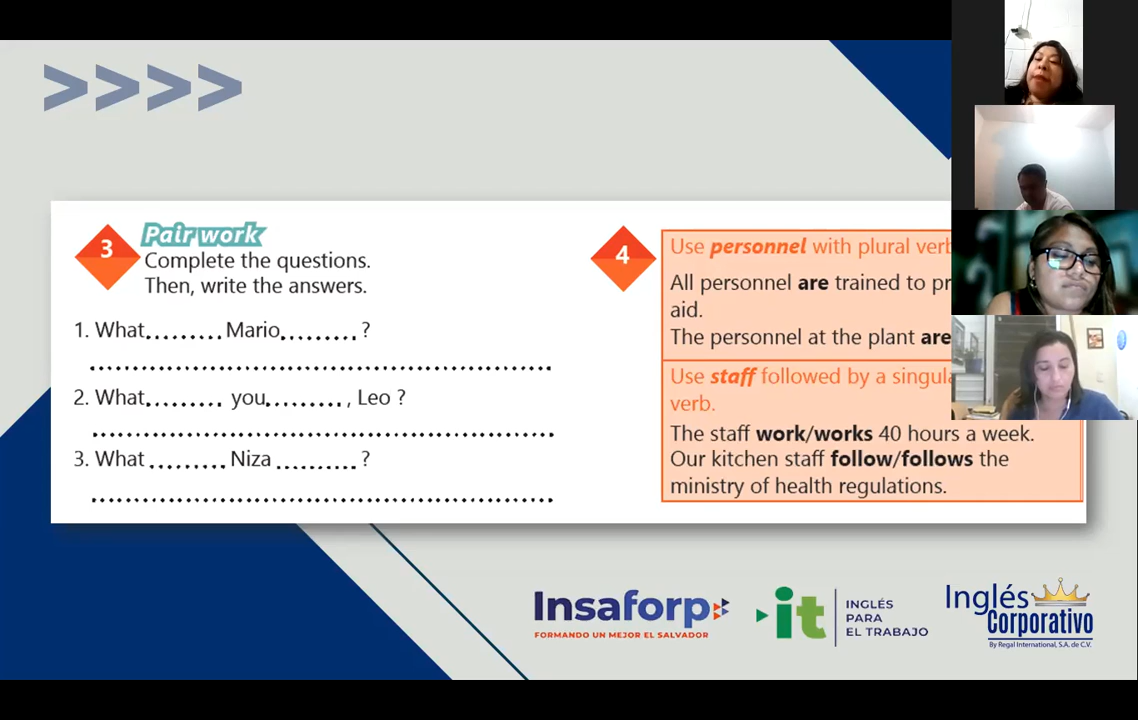 >>>>
3
Pair work
Complete the questions.
Then, write the answers.
1. What......... Mario......... ?
2. What......... you........., Leo ?
3. What ......... Niza ......... ?
4
Use personnel with plural verb
All personnel are trained to pr
aid.
The personnel at the plant are
Use staff followed by a singula
verb.
The staff work/works 40 hours a week.
Our kitchen staff follow/follows the
ministry of health regulations.
Insaforp
FORMANDO UN MEJOR EL SALVADOR
it
INGLÉS
PARA
EL TRABAJO
Inglés
Corporativo
By Regal International, S.A. de C.V.